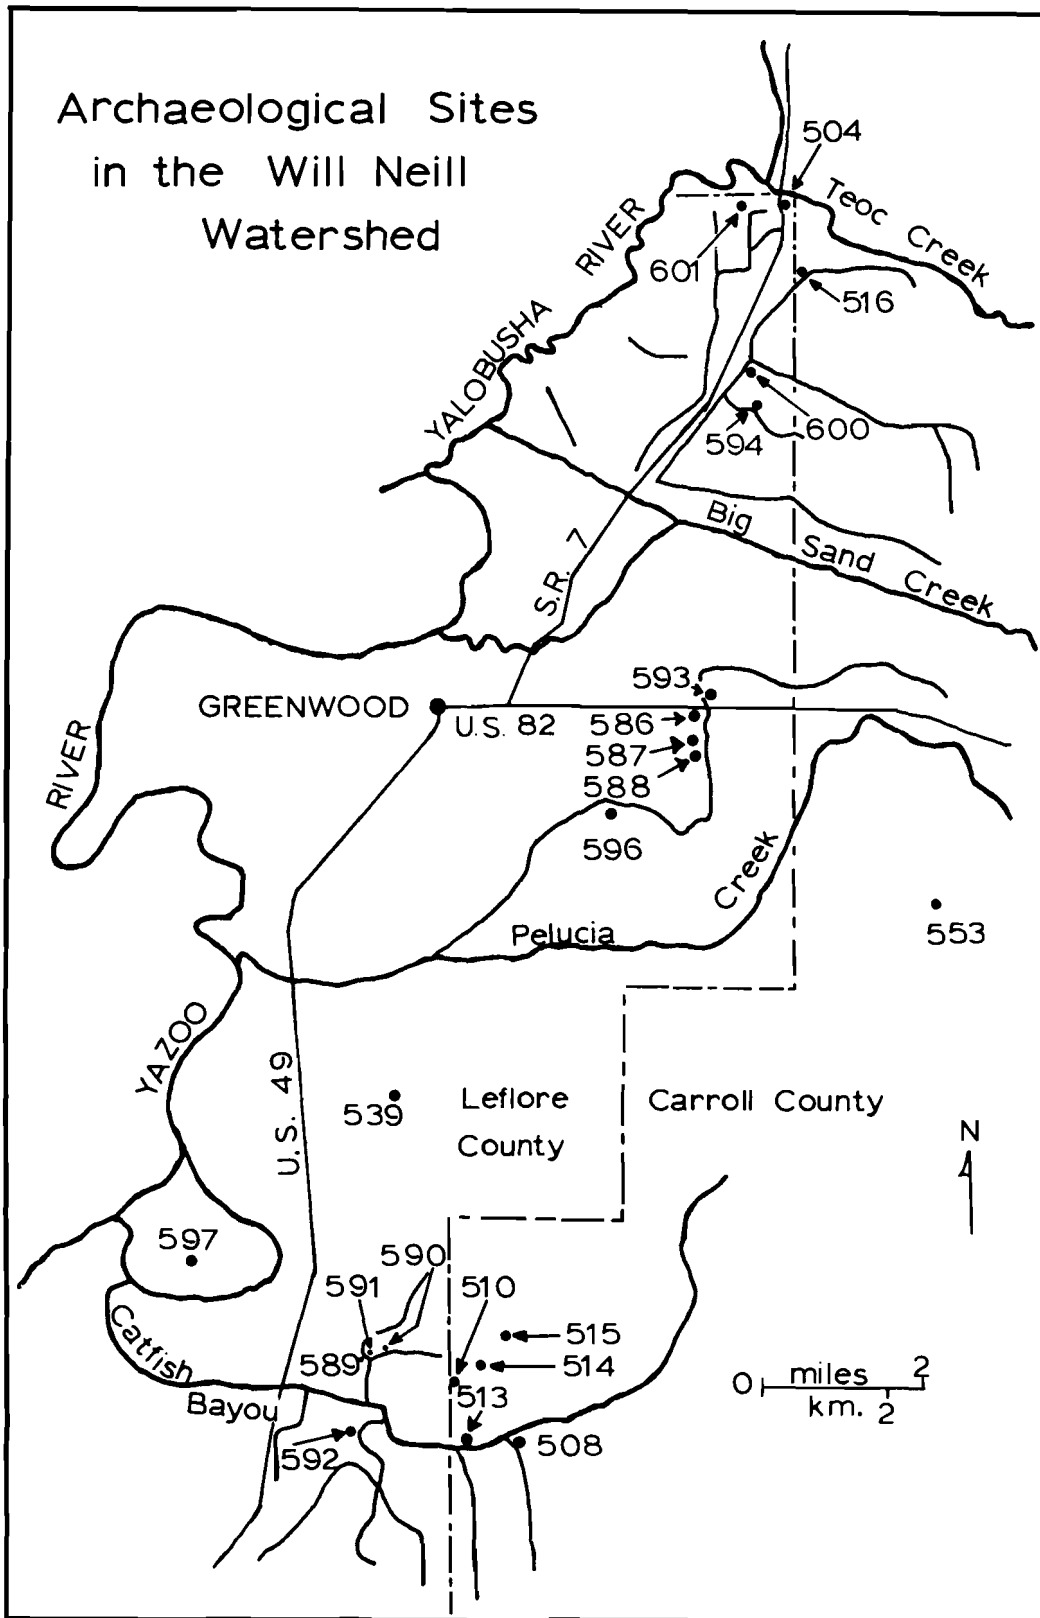 Archaeological Sites
in the Will Neill
Watershed
504
Teoc Creek
YALOBUSHA RIVER
601
516
600
594
Big Sand Creek
S.R. 7
593
GREENWOOD
U.S. 82
586
587
588
596
Pelucia Creek
553
YAZOO RIVER
U.S. 49
539
Leflore
County
Carroll County
N
597
590
591
510
515
589
514
513
Catfish
Bayou
508
592
0 miles 2
km. 2